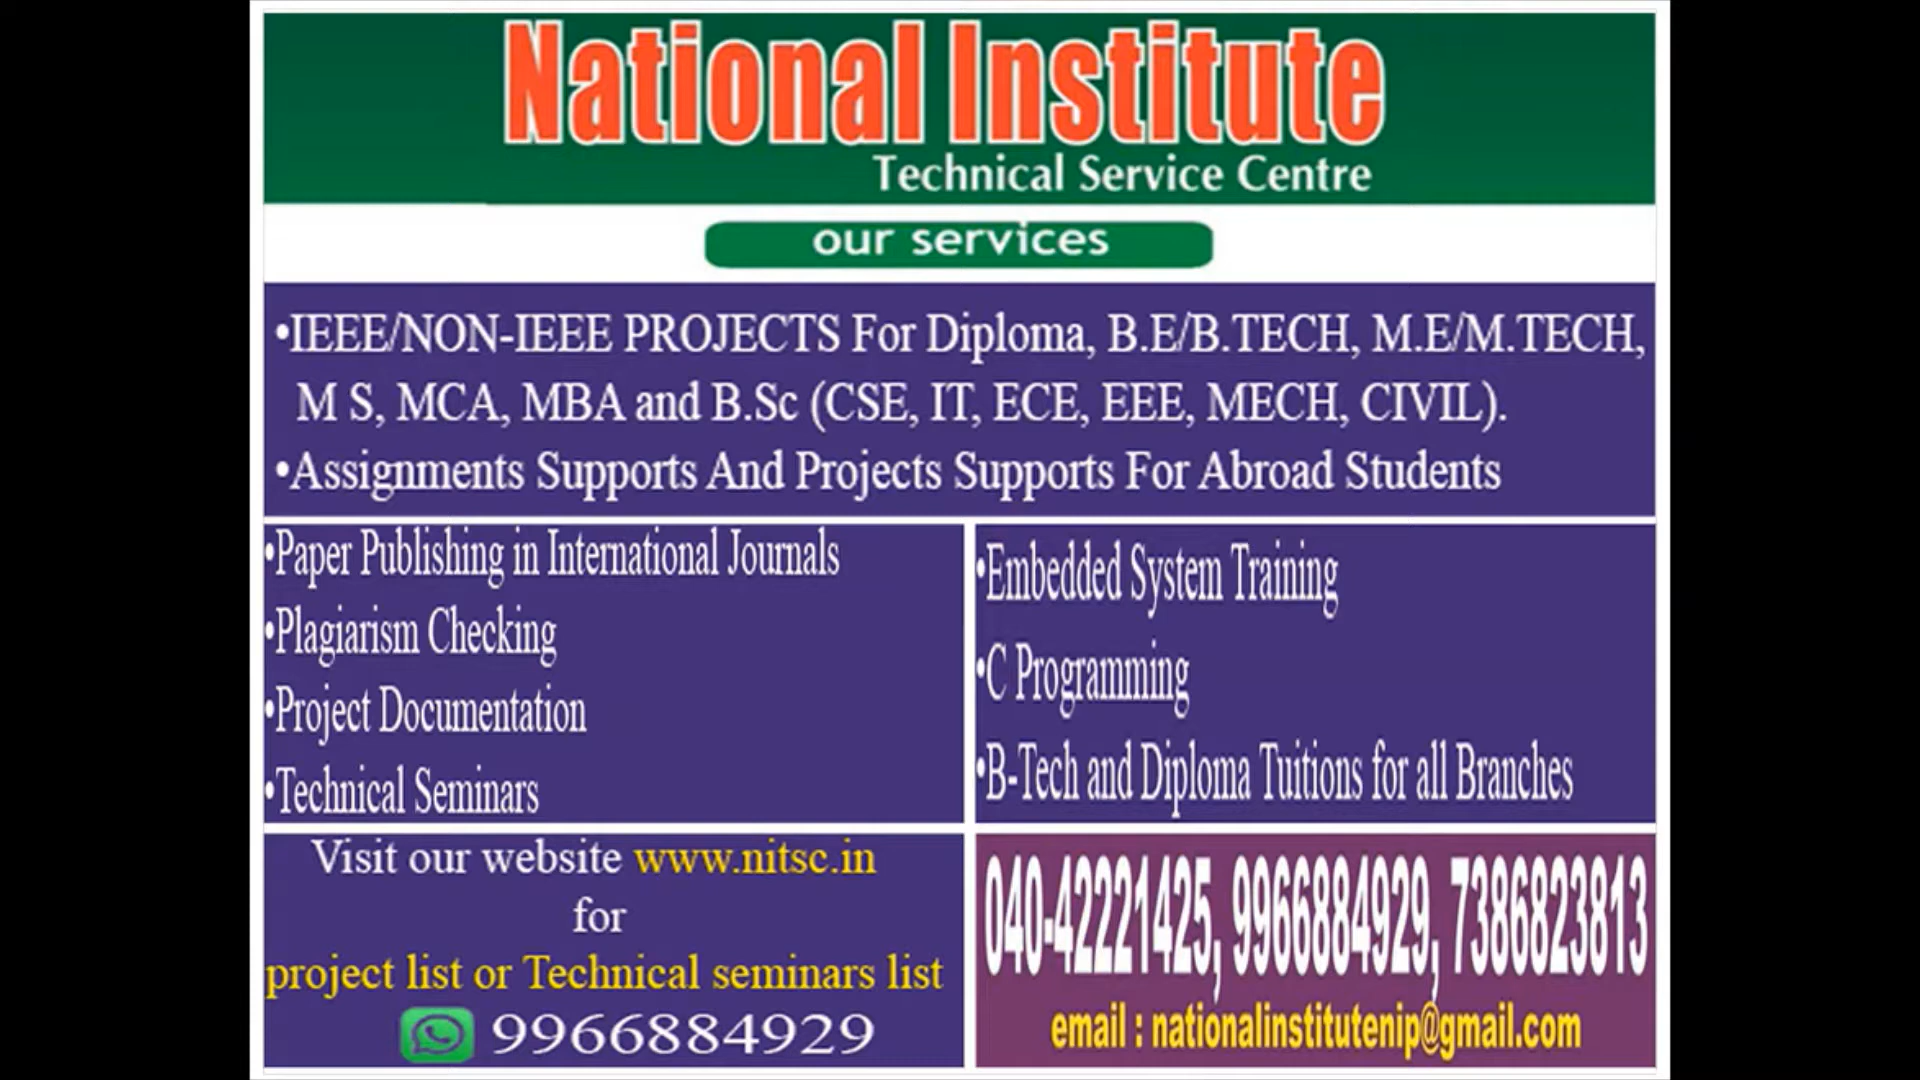 National Institute
Technical Service Centre
our services
•IEEE/NON-IEEE PROJECTS For Diploma, B.E/B.TECH, M.E/M.TECH,
M S, MCA, MBA and B.Sc (CSE, IT, ECE, EEE, MECH, CIVIL).
•Assignments Supports And Projects Supports For Abroad Students
•Paper Publishing in International Journals
•Plagiarism Checking
•Project Documentation
•Technical Seminars
•Embedded System Training
•C Programming
•B-Tech and Diploma Tuitions for all Branches
Visit our website www.nitsc.in
for
project list or Technical seminars list
9966884929
040-42221425, 9966884929, 7386823813
email : nationalinstitutenip@gmail.com